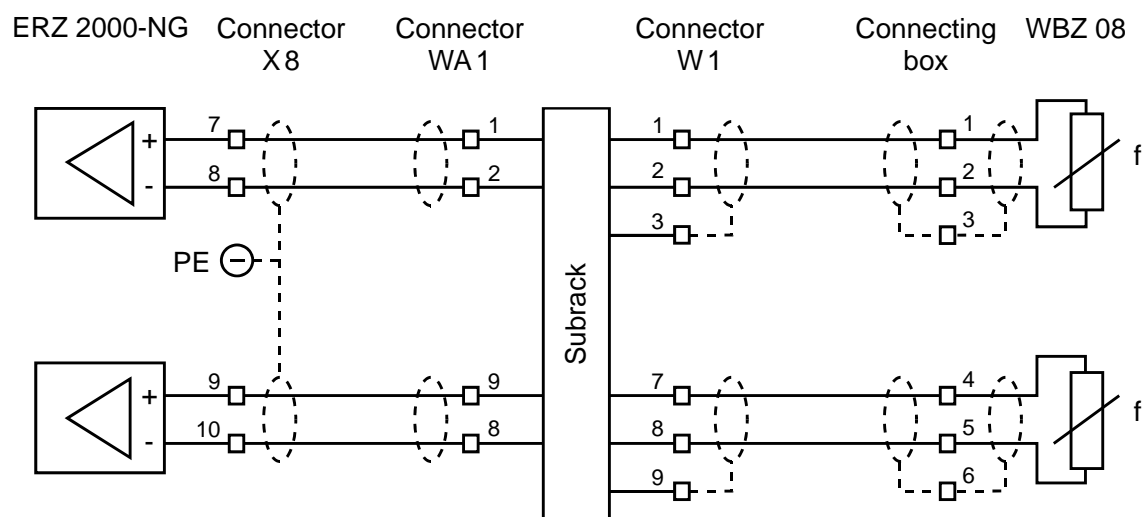 ERZ 2000-NG Connector X8 Connector WA1 Connector W1 Connecting box WBZ 08
7 1 1 1
+
8 2 2 2
-
f
3 3
PE
Subrack
9 9 7 4
+
10 8 8 5
-
f
9 6